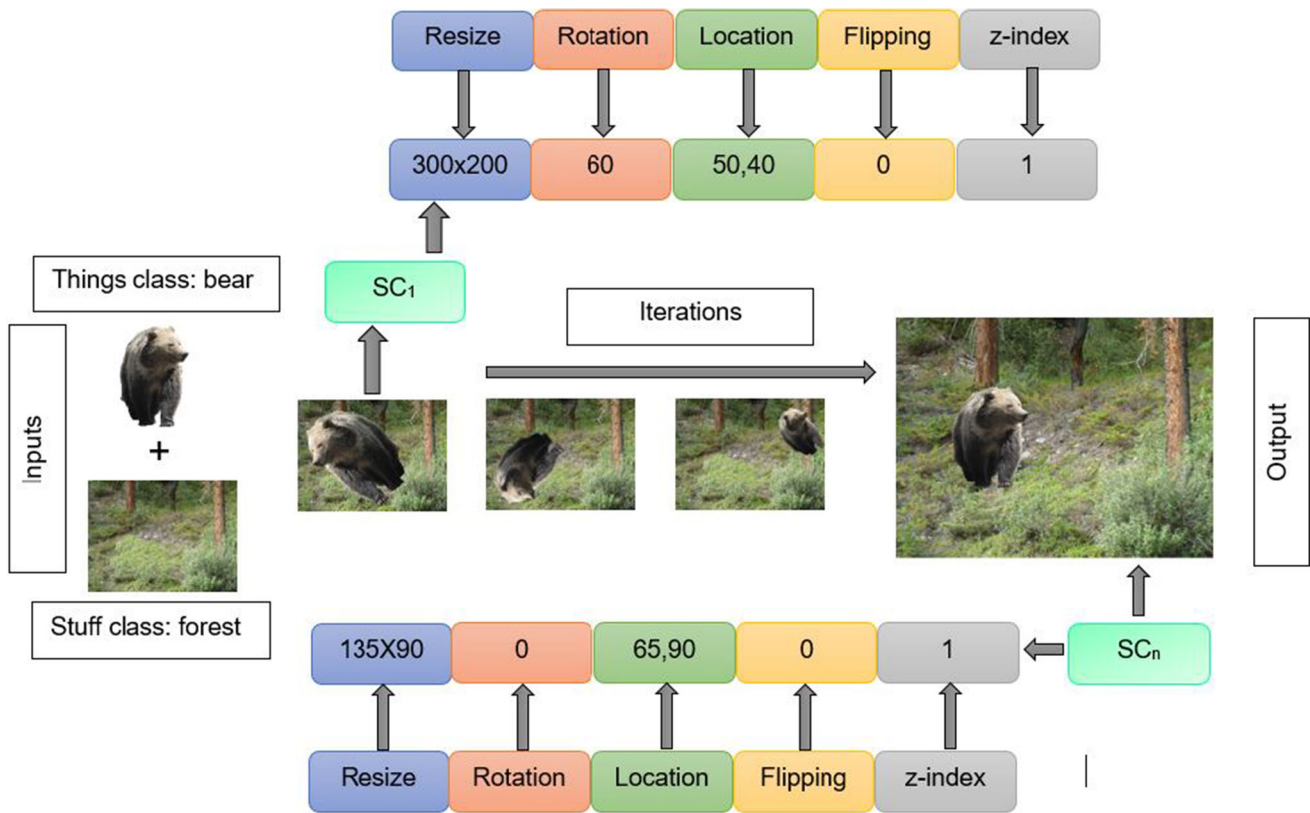 Resize Rotation Location Flipping z-index
300x200 60 50,40 0 1
Things class: bear
SC₁
Iterations
Inputs
+
Output
Stuff class: forest
135X90 0 65,90 0 1
SCₙ
Resize Rotation Location Flipping z-index